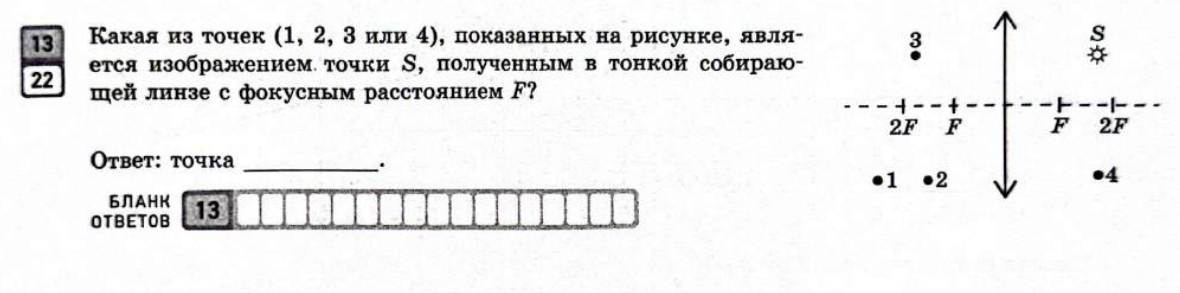 13
22
Какая из точек (1, 2, 3 или 4), показанных на рисунке, явля-
ется изображением точки S, полученным в тонкой собираю-
щей линзе с фокусным расстоянием F?
Ответ: точка ____________.
БЛАНК
ОТВЕТОВ
13
3
S
2F F F 2F
1 2 4